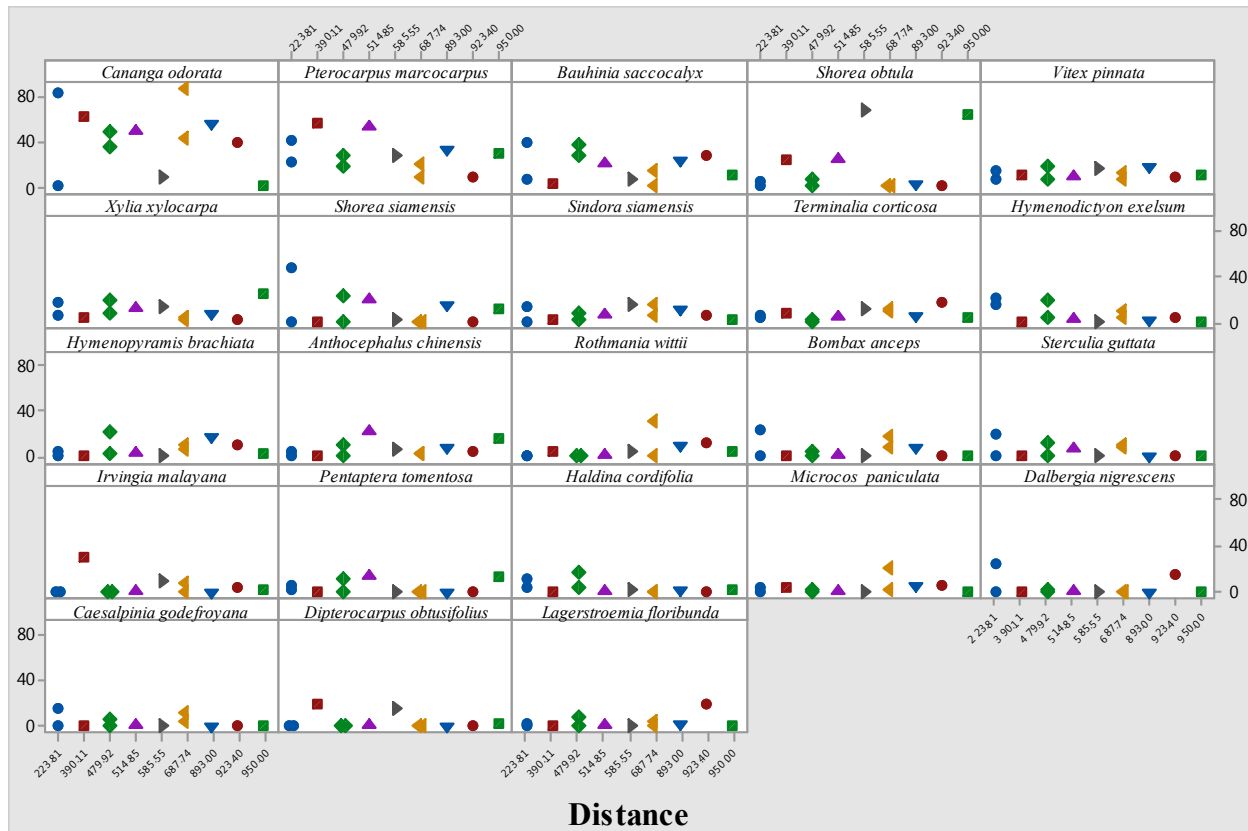 223.81 390.11 479.92 514.85 585.55 687.74 893.00 923.40 950.00 223.81 390.11 479.92 514.85 585.55 687.74 893.00 923.40 950.00
Cananga odorata Pterocarpus marcocarpus Bauhinia saccocalyx Shorea obtula Vitex pinnata
80
40
0
Xylia xylocarpa Shorea siamensis Sindora siamensis Terminalia corticosa Hymenodictyon exelsum
80
40
0
Hymenopyramis brachiata Anthocephalus chinensis Rothmania wittii Bombax anceps Sterculia guttata
80
40
0
Irvingia malayana Pentaptera tomentosa Haldina cordifolia Microcos paniculata Dalbergia nigrescens
80
40
0
Caesalpinia godefroyana Dipterocarpus obtusifolius Lagerstroemia floribunda
223.81 390.11 479.92 514.85 585.55 687.74 893.00 923.40 950.00
80
40
0
223.81 390.11 479.92 514.85 585.55 687.74 893.00 923.40 950.00 223.81 390.11 479.92 514.85 585.55 687.74 893.00 923.40 950.00
Distance